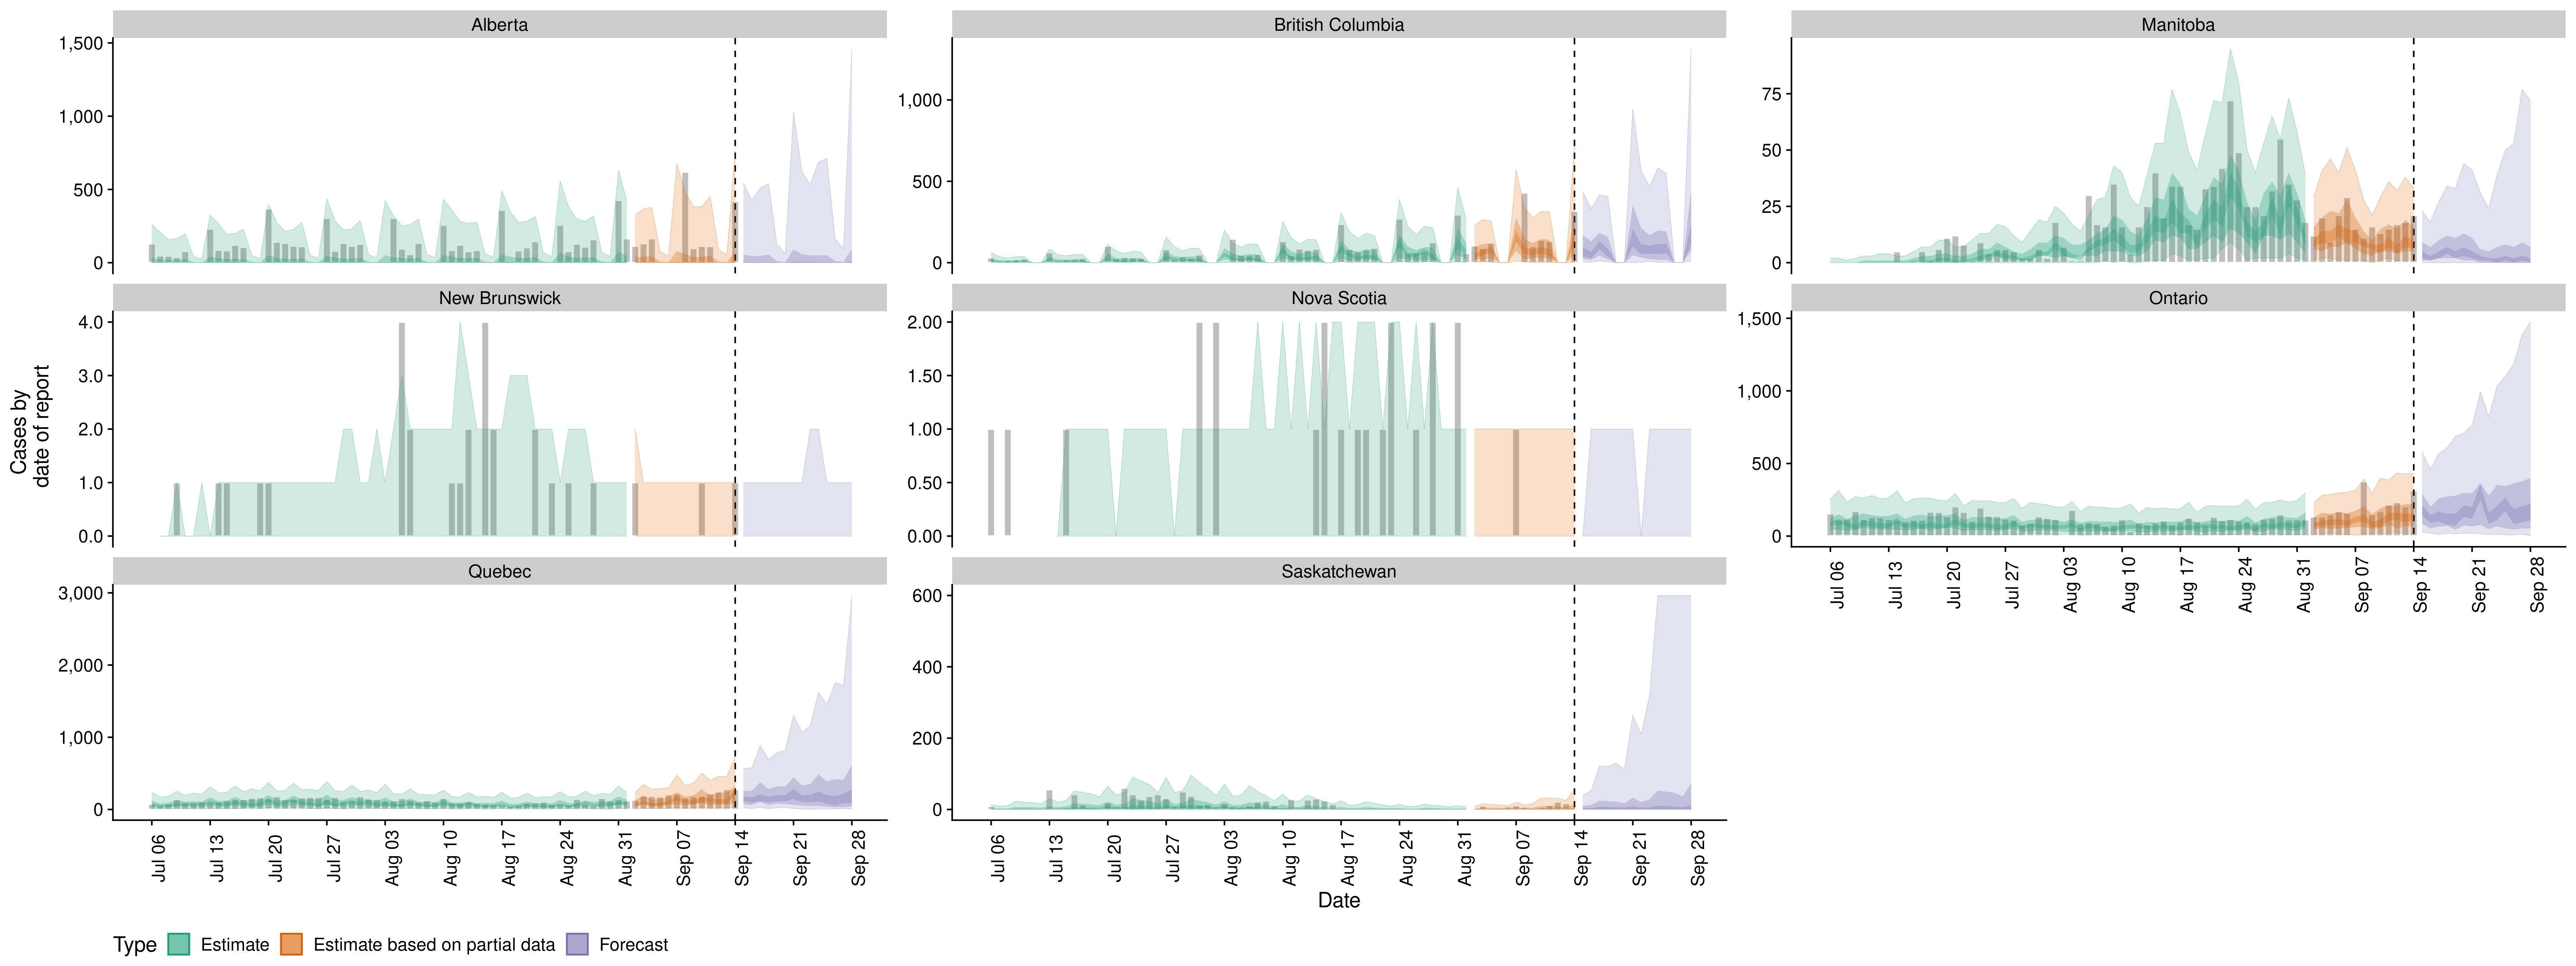 Alberta
British Columbia
Manitoba
1,500
1,000
500
0
1,000
500
0
75
50
25
0
New Brunswick
Nova Scotia
Ontario
4.0
3.0
2.0
1.0
0.0
2.00
1.50
1.00
0.50
0.00
1,500
1,000
500
0
Cases by
date of report
Jul 06
Jul 13
Jul 20
Jul 27
Aug 03
Aug 10
Aug 17
Aug 24
Aug 31
Sep 07
Sep 14
Sep 21
Sep 28
Quebec
Saskatchewan
3,000
2,000
1,000
0
600
400
200
0
Jul 06
Jul 13
Jul 20
Jul 27
Aug 03
Aug 10
Aug 17
Aug 24
Aug 31
Sep 07
Sep 14
Sep 21
Sep 28
Jul 06
Jul 13
Jul 20
Jul 27
Aug 03
Aug 10
Aug 17
Aug 24
Aug 31
Sep 07
Sep 14
Sep 21
Sep 28
Date
Type Estimate Estimate based on partial data Forecast